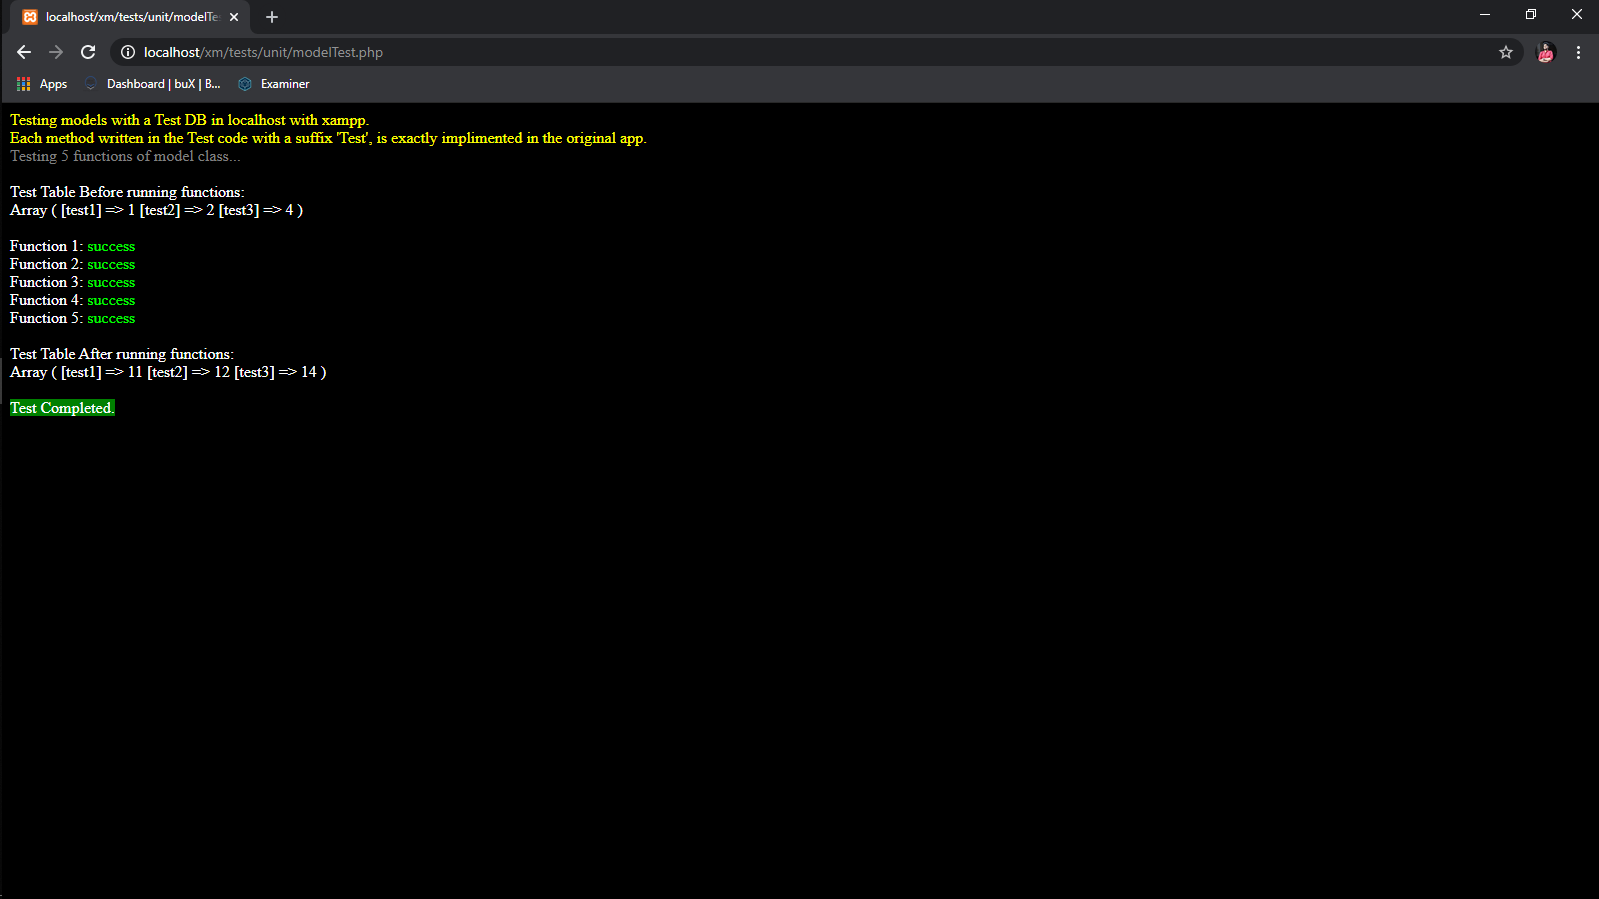 localhost/xm/tests/unit/modelTes
localhost/xm/tests/unit/modelTest.php
Apps
Dashboard | buX | B...
Examiner
Testing models with a Test DB in localhost with xampp.
Each method written in the Test code with a suffix 'Test', is exactly implimented in the original app.
Testing 5 functions of model class...
Test Table Before running functions:
Array ( [test1] => 1 [test2] => 2 [test3] => 4 )
Function 1: success
Function 2: success
Function 3: success
Function 4: success
Function 5: success
Test Table After running functions:
Array ( [test1] => 11 [test2] => 12 [test3] => 14 )
Test Completed.